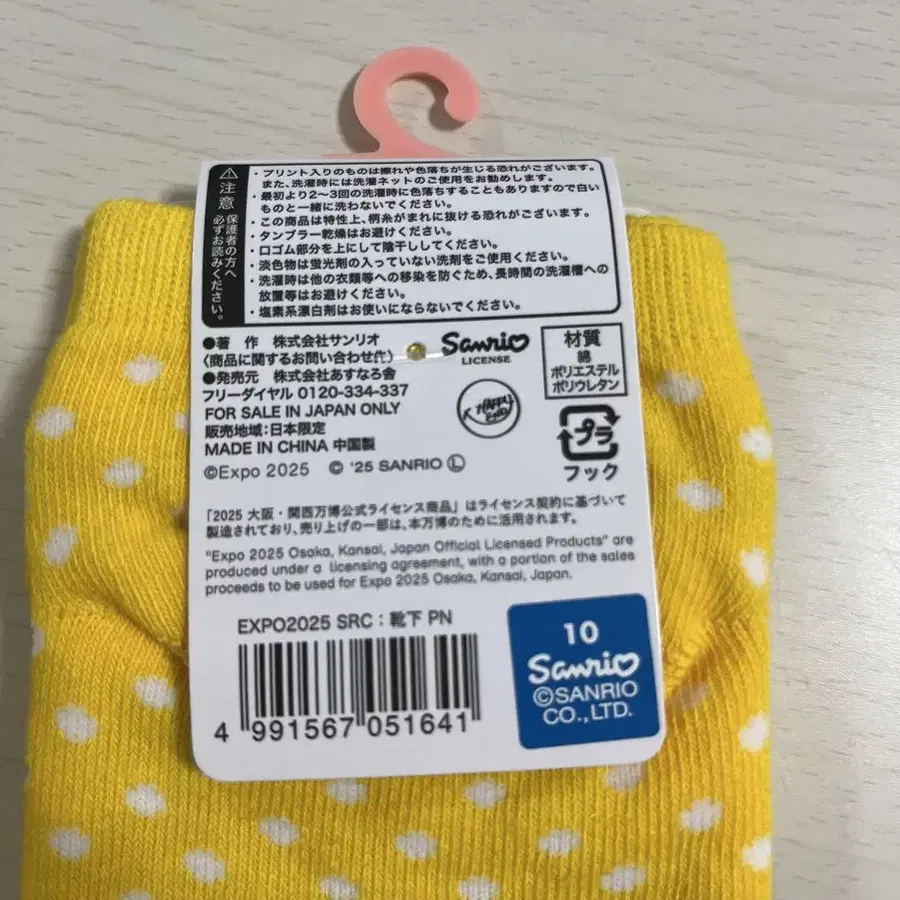 注意
保護者の方へ
必ずお読みください。
・プリント入りのものは擦れや色落ちが生じる恐れがございます。
また、洗濯時には洗濯ネットのご使用をお勧めします。
・最初より2〜3回の洗濯時に色落ちすることもありますので白い
ものと一緒に洗わないでください。
・この商品は特性上、柄糸がまれに抜ける恐れがございます。
・タンブラー乾燥はお避けください。
・口ゴム部分を上にして陰干ししてください。
・淡色物は蛍光剤の入っていない洗剤をご使用ください。
・洗濯時は他の衣類等への移染を防ぐため、長時間の洗濯槽への
放置等はお避けください。
・塩素系漂白剤はお使いにならないでください。
●著 作 株式会社サンリオ
〈商品に関するお問い合わせ先〉
●発売元 株式会社あすなろ舎
フリーダイヤル 0120-334-337
FOR SALE IN JAPAN ONLY
販売地域:日本限定
MADE IN CHINA 中国製
©Expo 2025 © '25 SANRIO Ⓛ
Sanrio
LICENSE
HAPPY
END
材質
綿
ポリエステル
ポリウレタン
プラ
フック
「2025 大阪・関西万博公式ライセンス商品」はライセンス契約に基づいて
製造されており、売り上げの一部は、本万博のために活用されます。
"Expo 2025 Osaka, Kansai, Japan Official Licensed Products" are
produced under a licensing agreement, with a portion of the sales
proceeds to be used for Expo 2025 Osaka, Kansai, Japan.
EXPO2025 SRC:靴下 PN
4 991567 051641
10
Sanrio
©SANRIO
CO.,LTD.